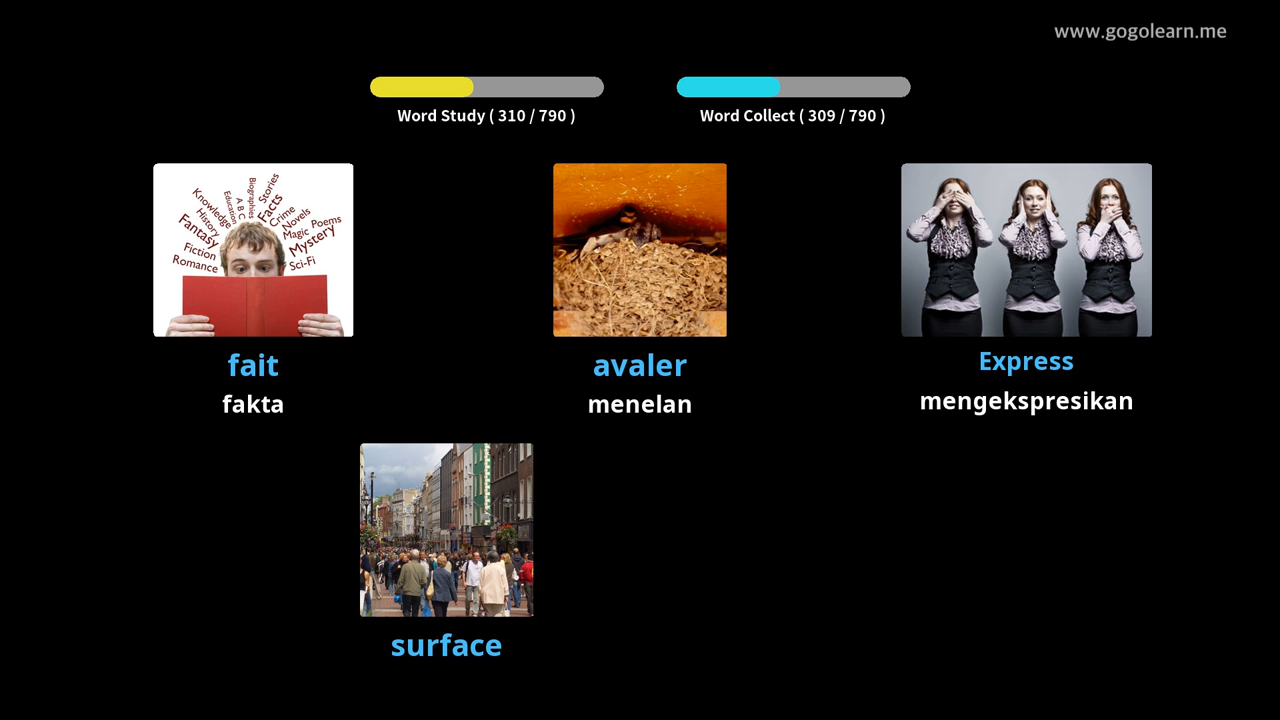 www.gogolearn.me
Word Study ( 310 / 790 )
Word Collect ( 309 / 790 )
Knowledge
History
Fantasy
Fiction
Romance
Education
A B C
Biographies
Stories
Facts
Crime
Novels
Magic
Poems
Mystery
Sci-Fi
fait
fakta
avaler
menelan
Express
mengekspresikan
surface